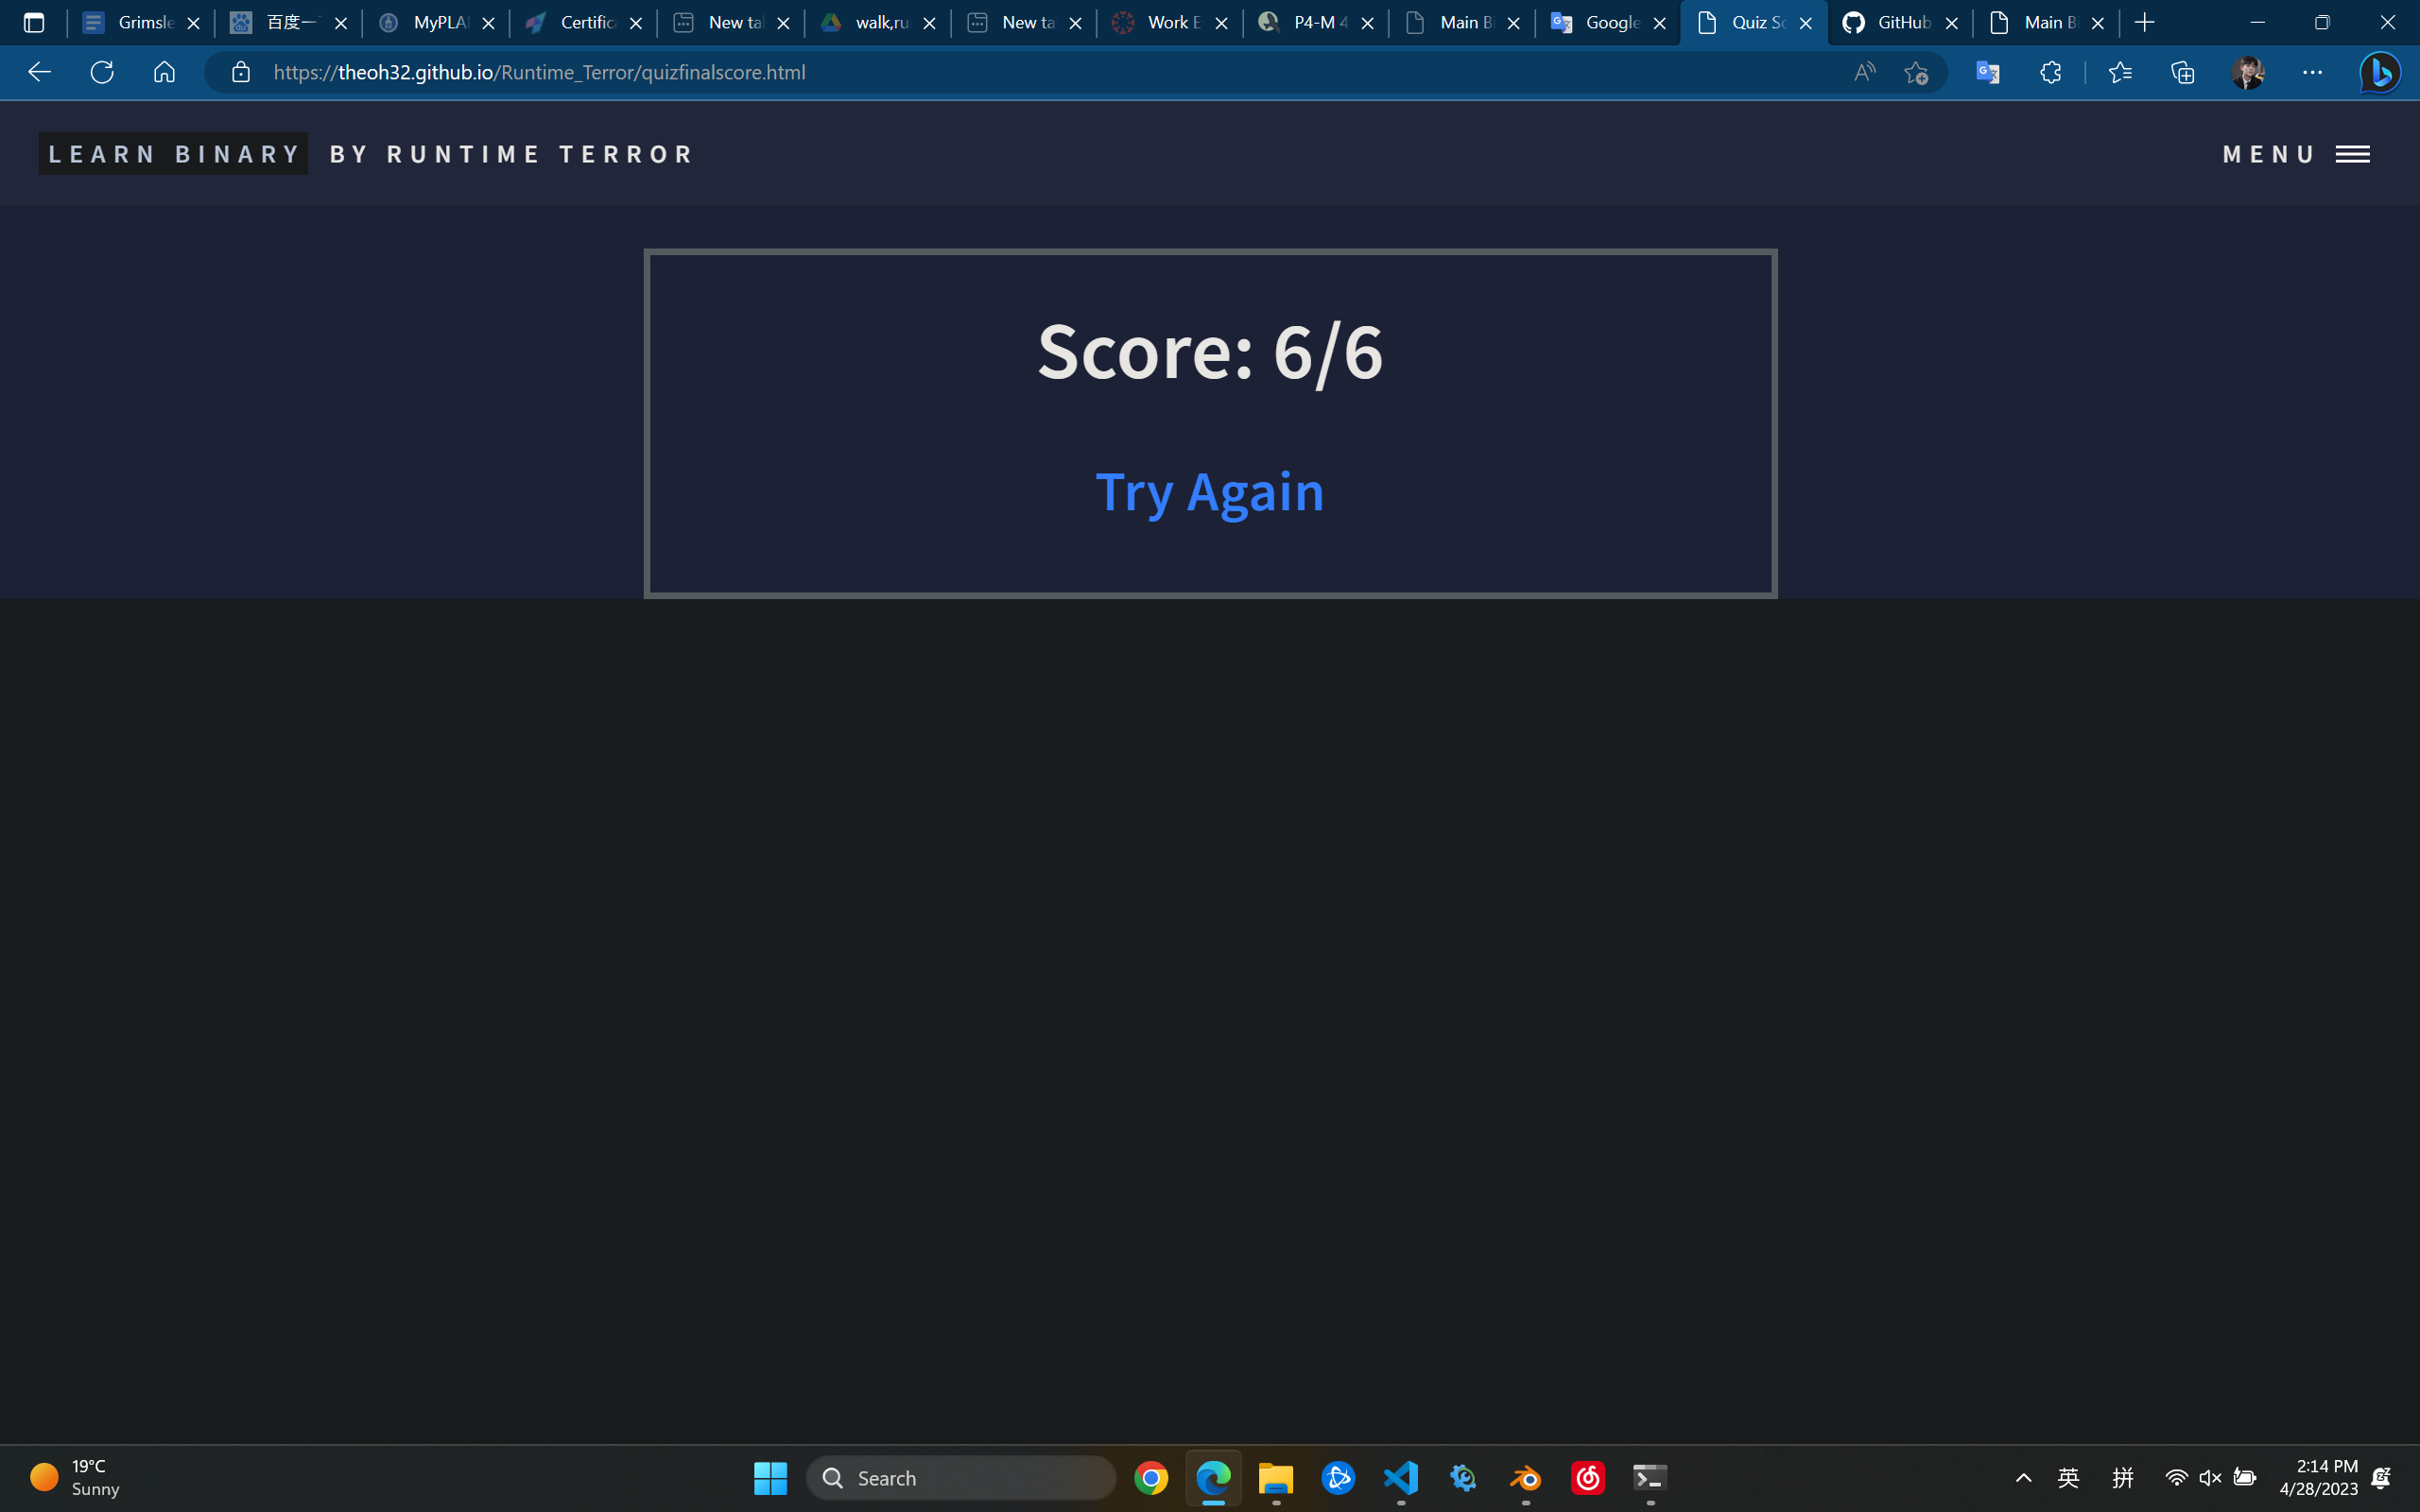 Grimsle
百度一
MyPLA
Certifica
New tal
walk,ru
New ta
Work E
P4-M 4
Main B
Google
Quiz Sc
GitHub
Main B
https://theoh32.github.io/Runtime_Terror/quizfinalscore.html
LEARN BINARY BY RUNTIME TERROR
MENU
Score: 6/6
Try Again
19°C
Sunny
Search
英
拼
2:14 PM
4/28/2023